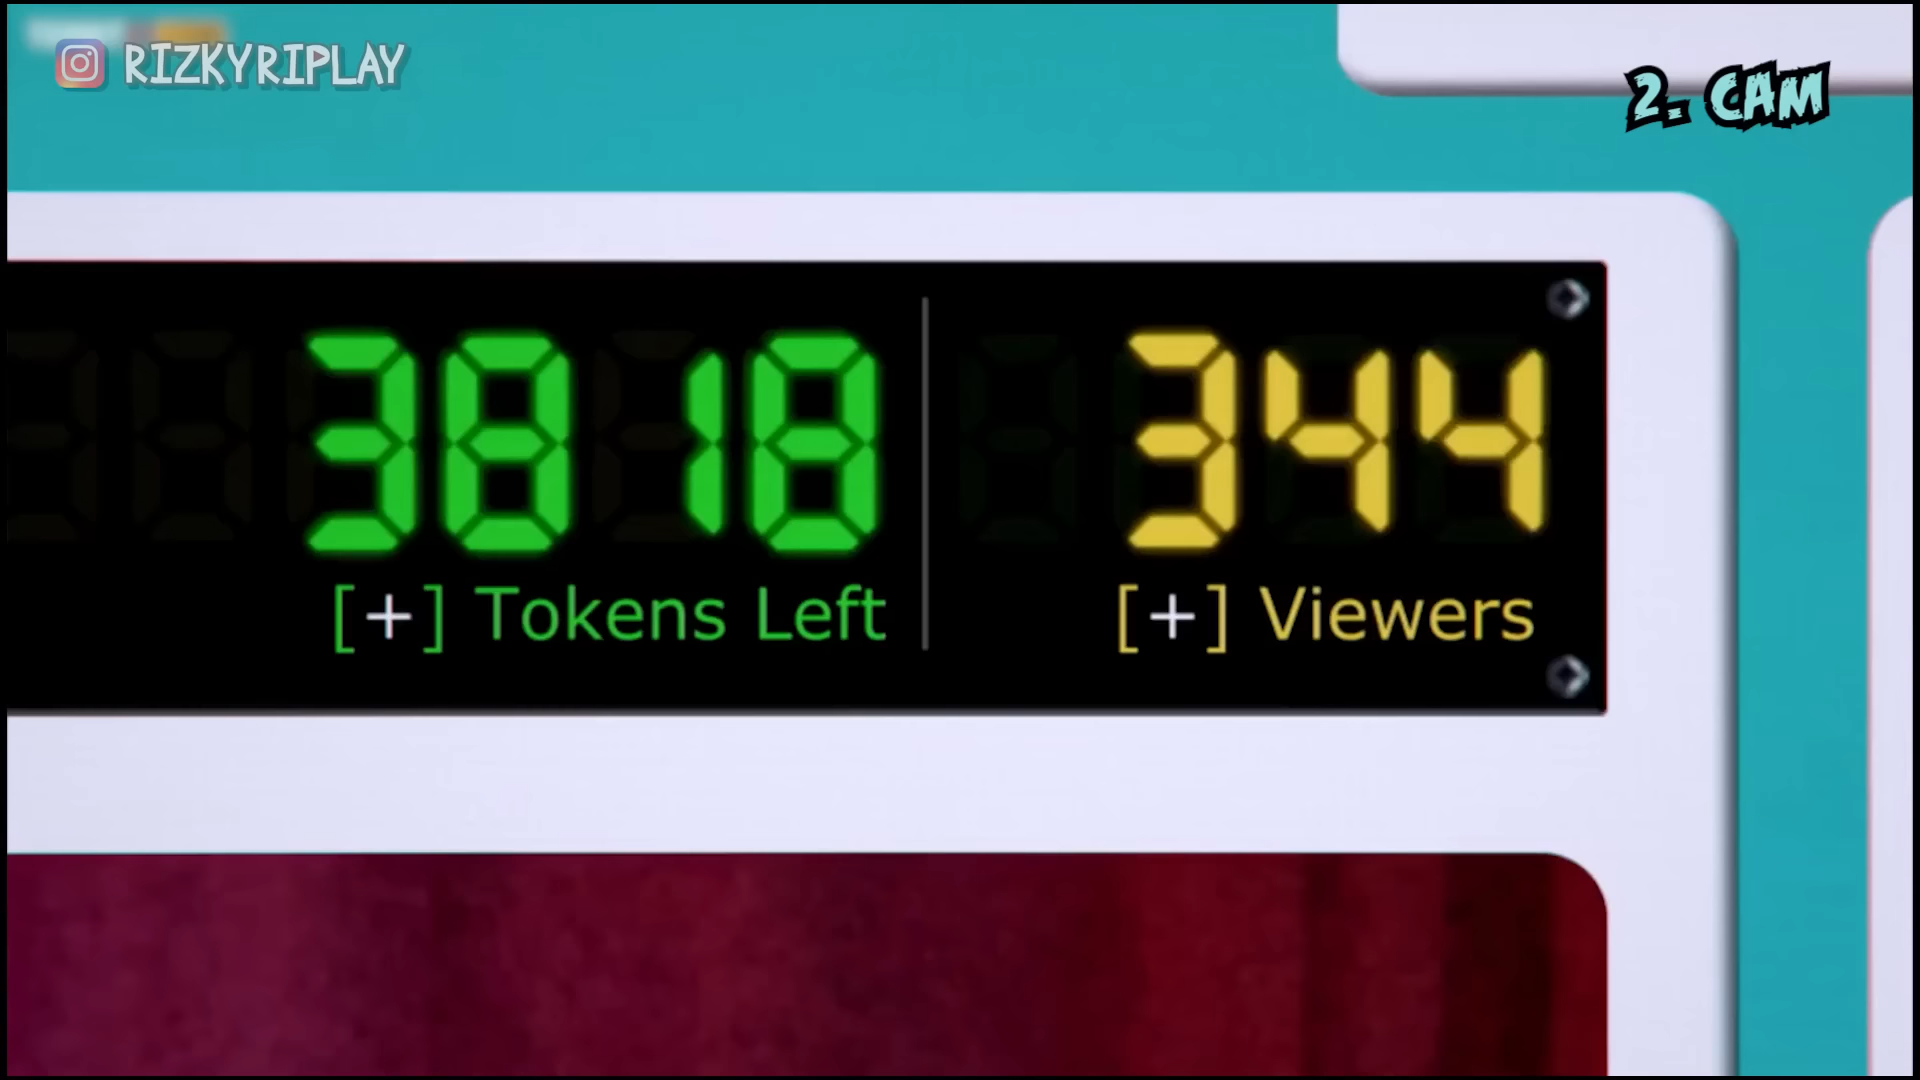 RIZKYRIPLAY
2. CAM
3818 344
[+] Tokens Left [+] Viewers